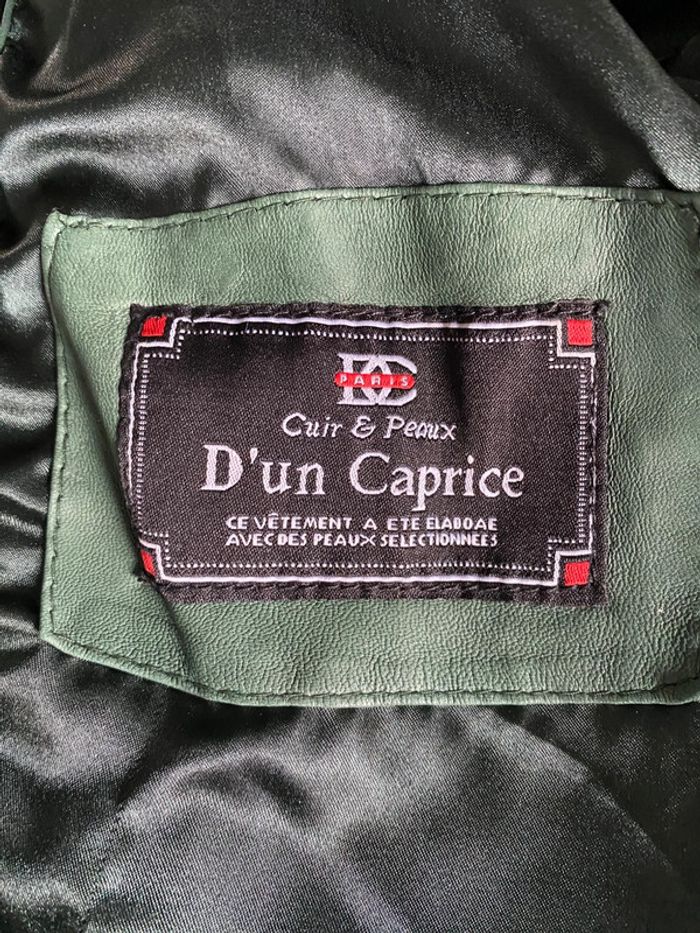 DC
PARIS
Cuir & Peaux
D'un Caprice
CE VÊTEMENT A ETE ELABOAE
AVEC DES PEAUX SELECTIONNEES